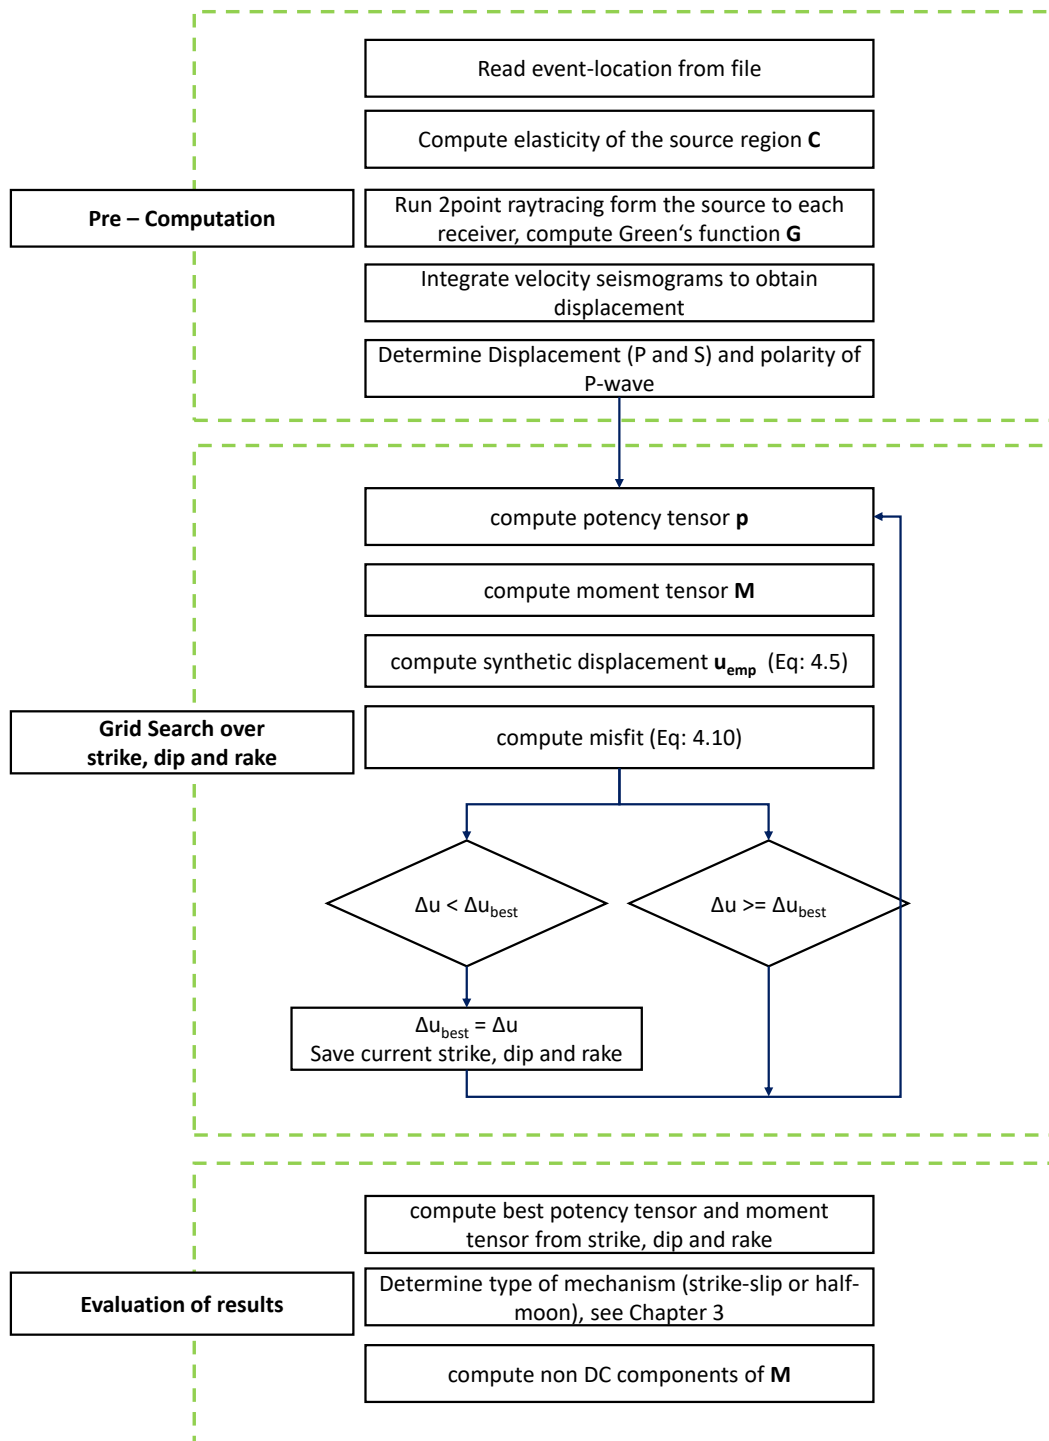 Read event-location from file
Compute elasticity of the source region C
Pre – Computation
Run 2point raytracing form the source to each
receiver, compute Green‘s function G
Integrate velocity seismograms to obtain
displacement
Determine Displacement (P and S) and polarity of
P-wave
compute potency tensor p
compute moment tensor M
compute synthetic displacement u_emp (Eq: 4.5)
Grid Search over
strike, dip and rake
compute misfit (Eq: 4.10)
Δu < Δu_best
Δu >= Δu_best
Δu_best = Δu
Save current strike, dip and rake
compute best potency tensor and moment
tensor from strike, dip and rake
Evaluation of results
Determine type of mechanism (strike-slip or half-
moon), see Chapter 3
compute non DC components of M